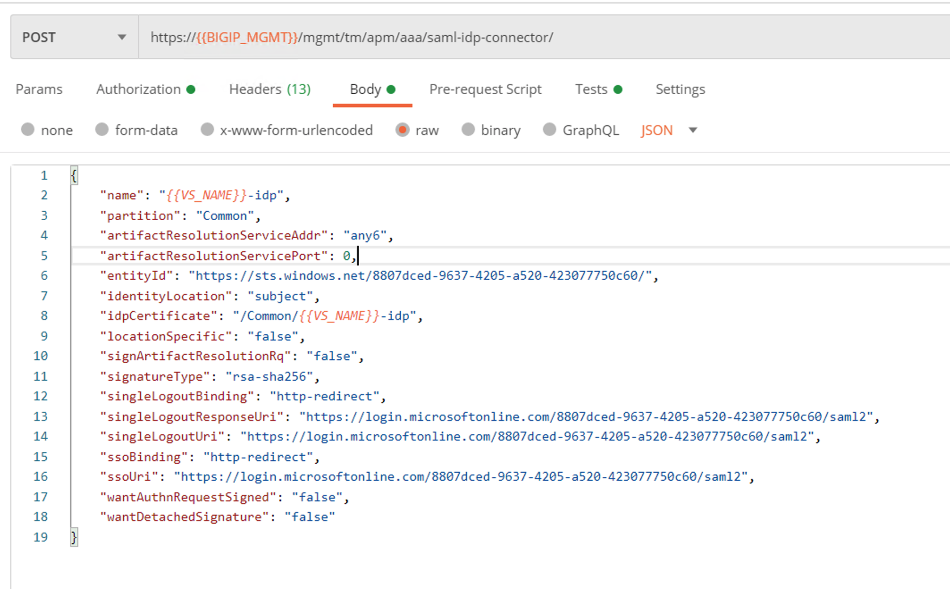 POST https://{{BIGIP_MGMT}}/mgmt/tm/apm/aaa/saml-idp-connector/
Params Authorization Headers (13) Body Pre-request Script Tests Settings
none form-data x-www-form-urlencoded raw binary GraphQL JSON
1 {
2 "name": "{{VS_NAME}}-idp",
3 "partition": "Common",
4 "artifactResolutionServiceAddr": "any6",
5 "artifactResolutionServicePort": 0,
6 "entityId": "https://sts.windows.net/8807dced-9637-4205-a520-423077750c60/",
7 "identityLocation": "subject",
8 "idpCertificate": "/Common/{{VS_NAME}}-idp",
9 "locationSpecific": "false",
10 "signArtifactResolutionRq": "false",
11 "signatureType": "rsa-sha256",
12 "singleLogoutBinding": "http-redirect",
13 "singleLogoutResponseUri": "https://login.microsoftonline.com/8807dced-9637-4205-a520-423077750c60/saml2",
14 "singleLogoutUri": "https://login.microsoftonline.com/8807dced-9637-4205-a520-423077750c60/saml2",
15 "ssoBinding": "http-redirect",
16 "ssoUri": "https://login.microsoftonline.com/8807dced-9637-4205-a520-423077750c60/saml2",
17 "wantAuthnRequestSigned": "false",
18 "wantDetachedSignature": "false"
19 }